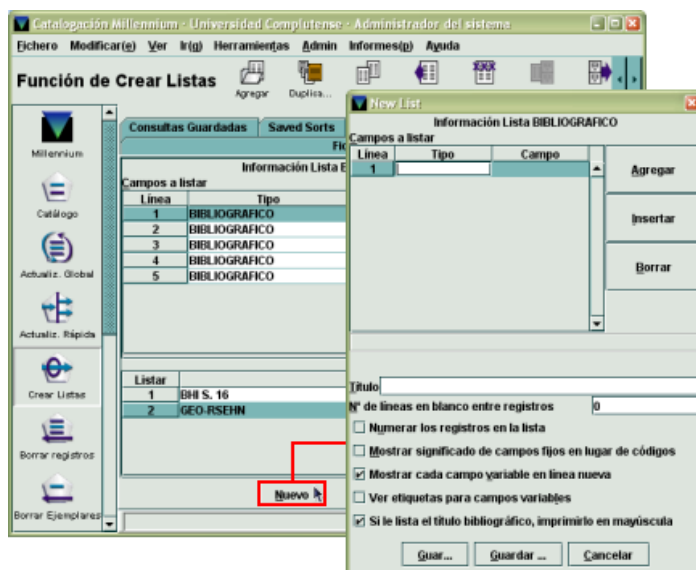 Catalogación Millennium - Universidad Complutense - Administrador del sistema
Fichero Modificar(e) Ver Ir(g) Herramientas Admin Informes(p) Ayuda
Función de Crear Listas
Agregar Duplica...
Millennium
Catálogo
Actualiz. Global
Actualiz. Rápida
Crear Listas
Borrar registros
Borrar Ejemplares
Consultas Guardadas Saved Sorts
Fic
Información Lista B
Campos a listar
Línea Tipo
1 BIBLIOGRAFICO
2 BIBLIOGRAFICO
3 BIBLIOGRAFICO
4 BIBLIOGRAFICO
5 BIBLIOGRAFICO
Listar
1 BHI S. 16
2 GEO-RSEHN
Nuevo
New List
Información Lista BIBLIOGRAFICO
Campos a listar
Línea Tipo Campo
1
Agregar
Insertar
Borrar
Título
Nº de líneas en blanco entre registros 0
Numerar los registros en la lista
Mostrar significado de campos fijos en lugar de códigos
Mostrar cada campo variable en línea nueva
Ver etiquetas para campos variables
Si le lista el título bibliográfico, imprimirlo en mayúscula
Guar... Guardar ... Cancelar